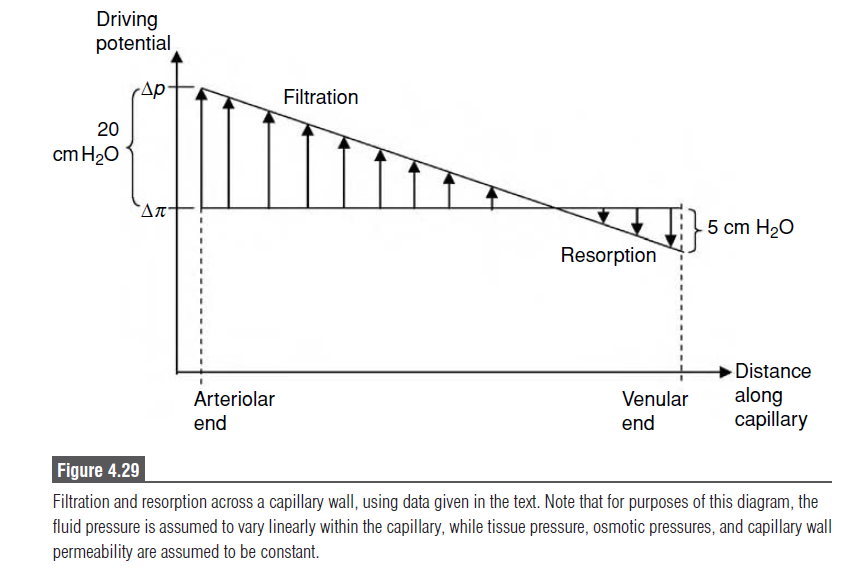 Driving
potential
Δp
Filtration
20
cm H₂O
Δπ
5 cm H₂O
Resorption
Distance
along
capillary
Arteriolar
end
Venular
end
Figure 4.29
Filtration and resorption across a capillary wall, using data given in the text. Note that for purposes of this diagram, the
fluid pressure is assumed to vary linearly within the capillary, while tissue pressure, osmotic pressures, and capillary wall
permeability are assumed to be constant.